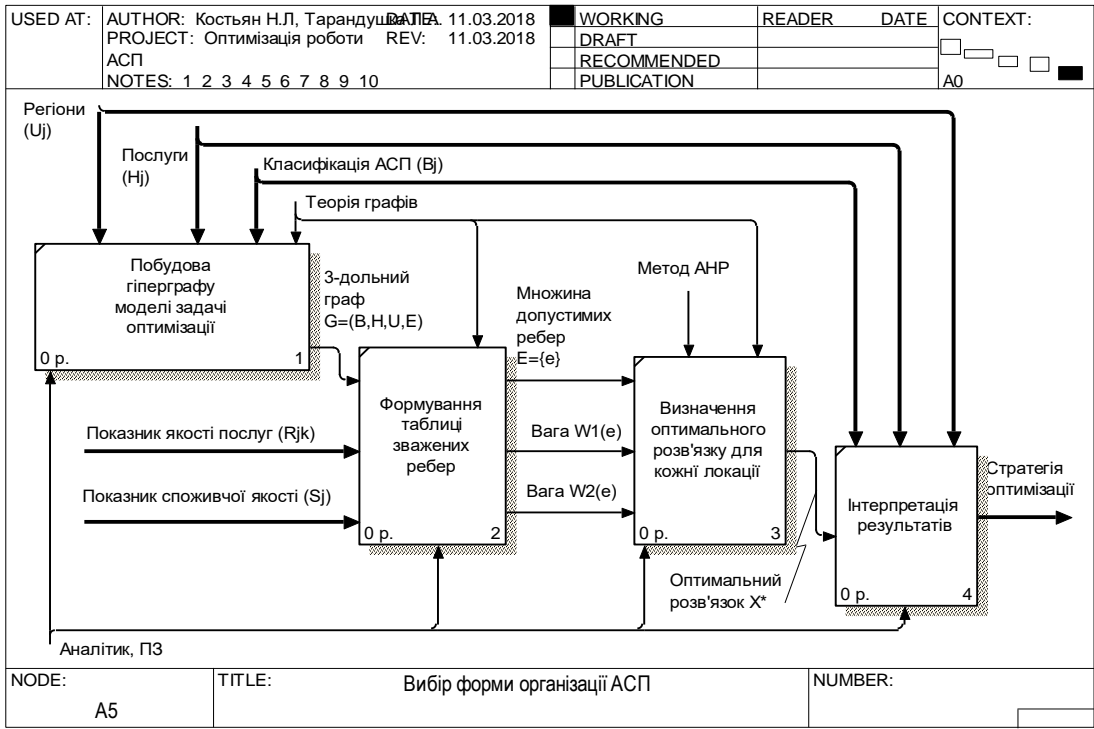 USED AT:
AUTHOR: Костьян Н.Л, Тарандушка Л.А.
DATE: 11.03.2018
PROJECT: Оптимізація роботи
REV: 11.03.2018
АСП
NOTES: 1 2 3 4 5 6 7 8 9 10
WORKING
DRAFT
RECOMMENDED
PUBLICATION
READER DATE
CONTEXT:
A0
Регіони
(Uj)
Послуги
(Hj)
Класифікація АСП (Bj)
Теорія графів
Побудова
гіперграфу
моделі задачі
оптимізації
0 р. 1
3-дольний
граф
G=(B,H,U,E)
Метод АНР
Множина
допустимих
ребер
E={e}
Формування
таблиці
зважених
ребер
0 р. 2
Показник якості послуг (Rjk)
Показник споживчої якості (Sj)
Вага W1(e)
Вага W2(e)
Визначення
оптимального
розв'язку для
кожні локації
0 р. 3
Оптимальний
розв'язок X*
Інтерпретація
результатів
0 р. 4
Стратегія
оптимізації
Аналітик, ПЗ
NODE:
A5
TITLE:
Вибір форми організації АСП
NUMBER: